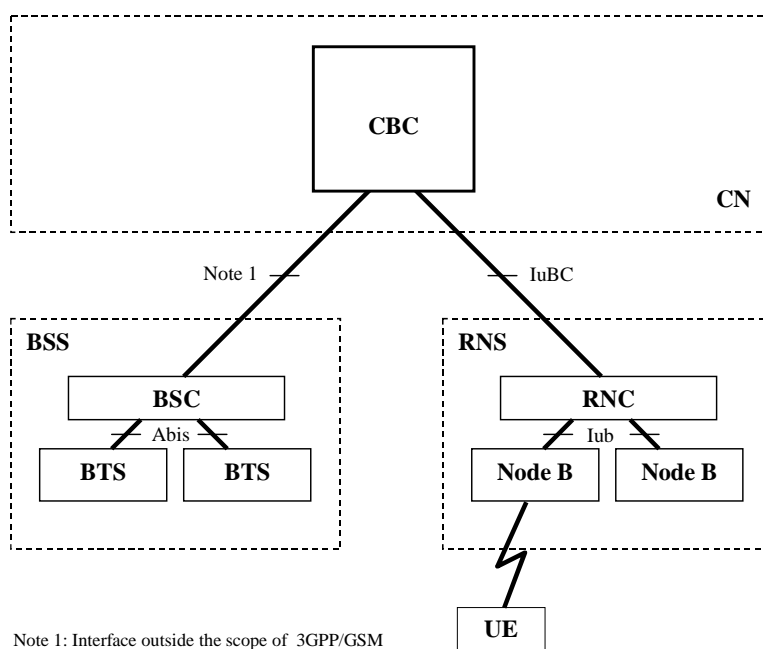 CBC
CN
Note 1
IuBC
BSS
RNS
BSC
RNC
Abis
Iub
BTS
BTS
Node B
Node B
UE
Note 1: Interface outside the scope of 3GPP/GSM